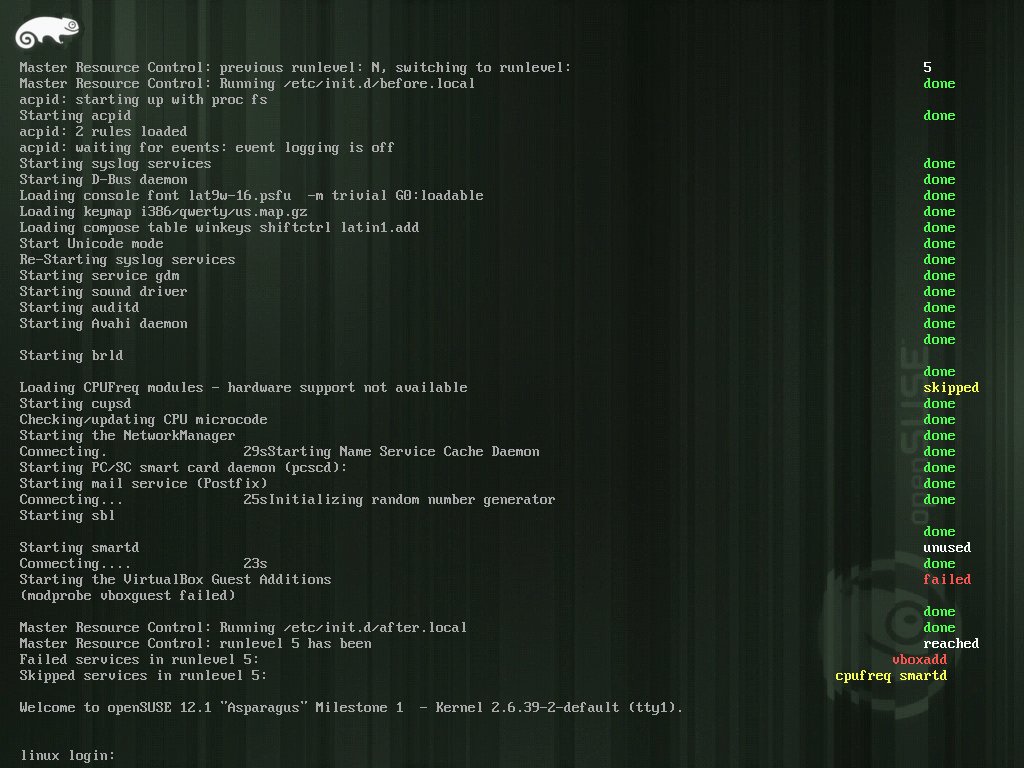 Master Resource Control: previous runlevel: N, switching to runlevel: 5
Master Resource Control: Running /etc/init.d/before.local done
acpid: starting up with proc fs
Starting acpid done
acpid: 2 rules loaded
acpid: waiting for events: event logging is off
Starting syslog services done
Starting D-Bus daemon done
Loading console font lat9w-16.psfu  -m trivial G0:loadable done
Loading keymap i386/qwerty/us.map.gz done
Loading compose table winkeys shiftctrl latin1.add done
Start Unicode mode done
Re-Starting syslog services done
Starting service gdm done
Starting sound driver done
Starting auditd done
Starting Avahi daemon done
done
Starting brld
done
Loading CPUFreq modules - hardware support not available skipped
Starting cupsd done
Checking/updating CPU microcode done
Starting the NetworkManager done
Connecting. 29sStarting Name Service Cache Daemon done
Starting PC/SC smart card daemon (pcscd): done
Starting mail service (Postfix) done
Connecting... 25sInitializing random number generator done
Starting sbl
done
Starting smartd unused
Connecting.... 23s done
Starting the VirtualBox Guest Additions failed
(modprobe vboxguest failed)
done
Master Resource Control: Running /etc/init.d/after.local done
Master Resource Control: runlevel 5 has been reached
Failed services in runlevel 5: vboxadd
Skipped services in runlevel 5: cpufreq smartd
Welcome to openSUSE 12.1 "Asparagus" Milestone 1  - Kernel 2.6.39-2-default (tty1).
linux login:
openSUSE